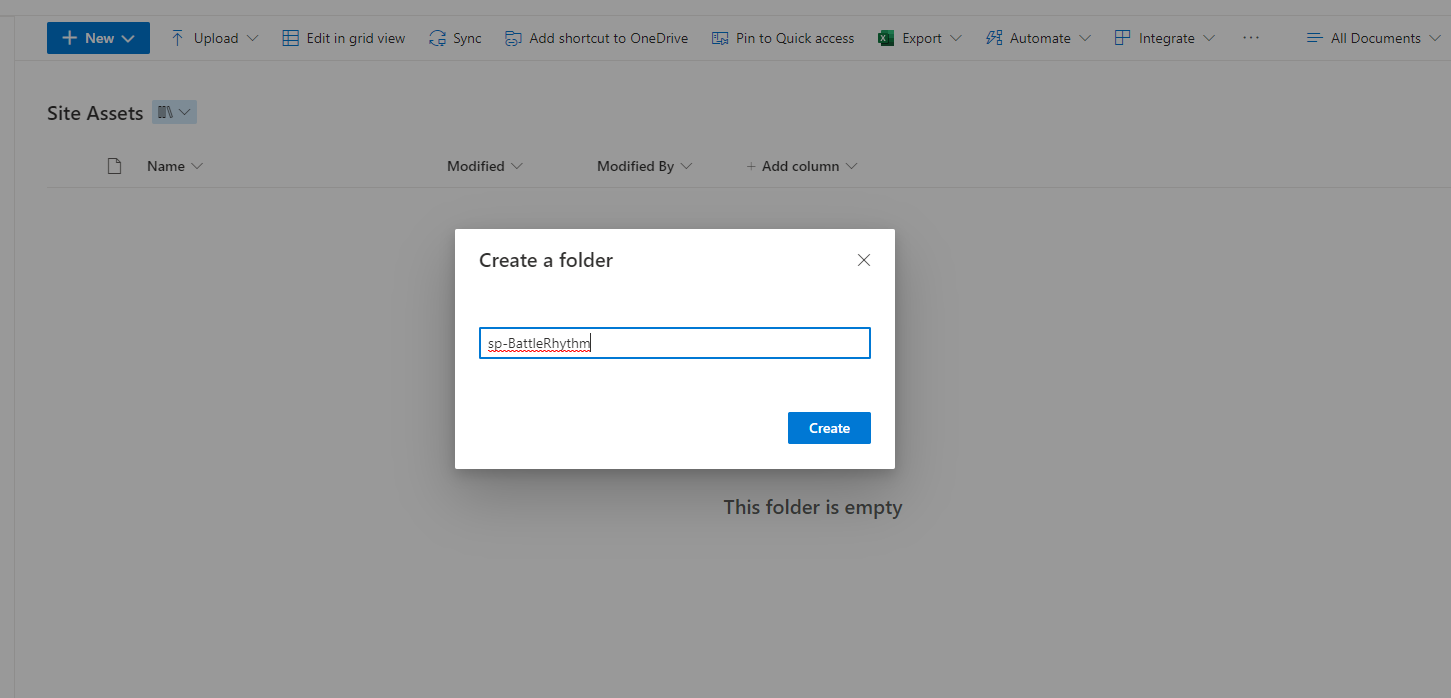 + New
Upload
Edit in grid view
Sync
Add shortcut to OneDrive
Pin to Quick access
Export
Automate
Integrate
...
All Documents
Site Assets
Name
Modified
Modified By
+ Add column
Create a folder
sp-BattleRhythm
Create
This folder is empty